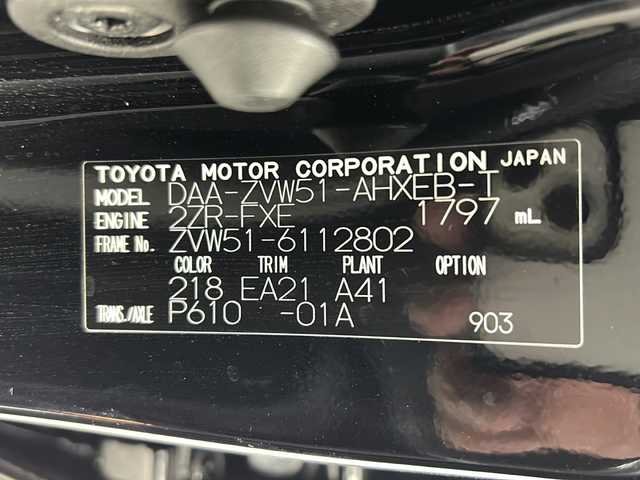 TOYOTA MOTOR CORPORATION JAPAN
MODEL DAA-ZVW51-AHXEB-T
ENGINE 2ZR-FXE 1797 mL
FRAME No. ZVW51-6112802
COLOR TRIM PLANT OPTION
218 EA21 A41
TRANS./AXLE P610 -01A 903